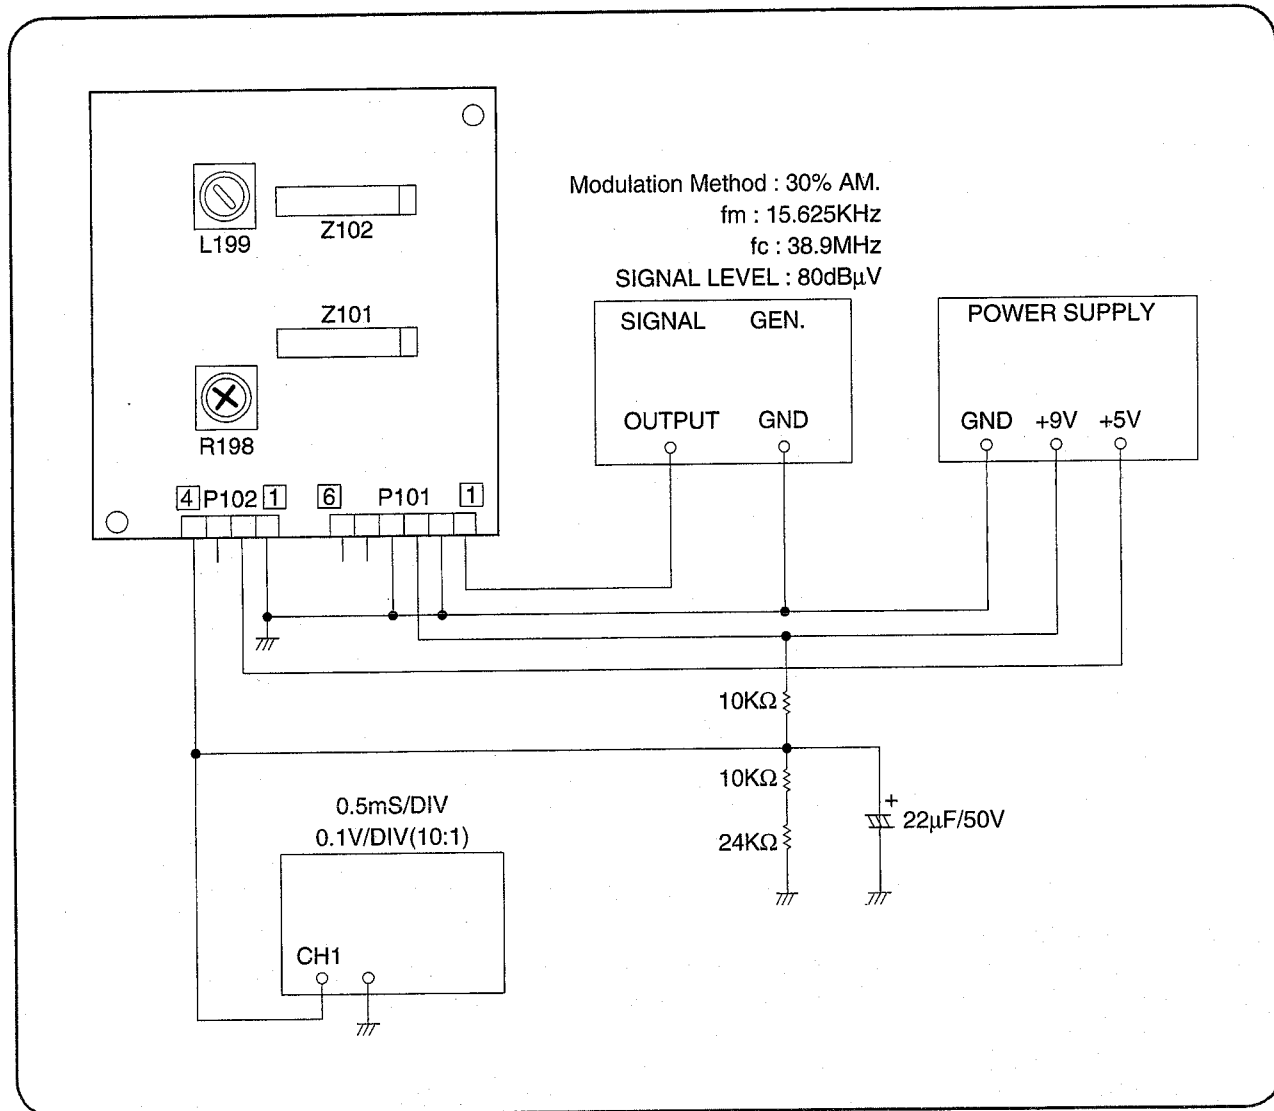 Modulation Method : 30% AM.
fm : 15.625KHz
fc : 38.9MHz
SIGNAL LEVEL : 80dBμV
L199
Z102
Z101
R198
4 P102 1
6 P101 1
SIGNAL GEN.
OUTPUT GND
POWER SUPPLY
GND +9V +5V
10KΩ
10KΩ
24KΩ
+
22μF/50V
0.5mS/DIV
0.1V/DIV(10:1)
CH1